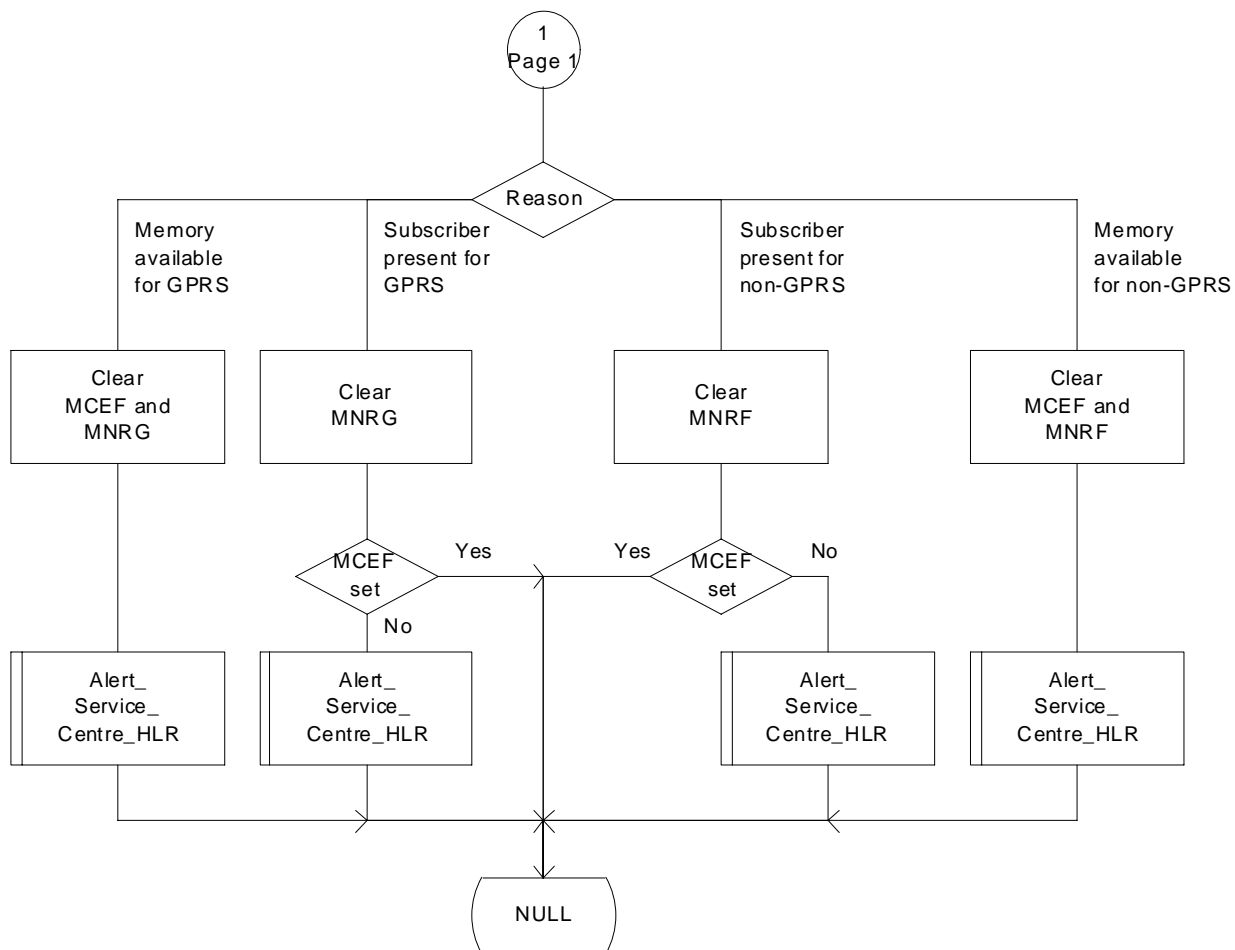 1
Page 1
Reason
Memory
available
for GPRS
Subscriber
present for
GPRS
Subscriber
present for
non-GPRS
Memory
available
for non-GPRS
Clear
MCEF and
MNRG
Clear
MNRG
Clear
MNRF
Clear
MCEF and
MNRF
MCEF
set
Yes
No
Yes
MCEF
set
No
Alert_
Service_
Centre_HLR
Alert_
Service_
Centre_HLR
Alert_
Service_
Centre_HLR
Alert_
Service_
Centre_HLR
NULL